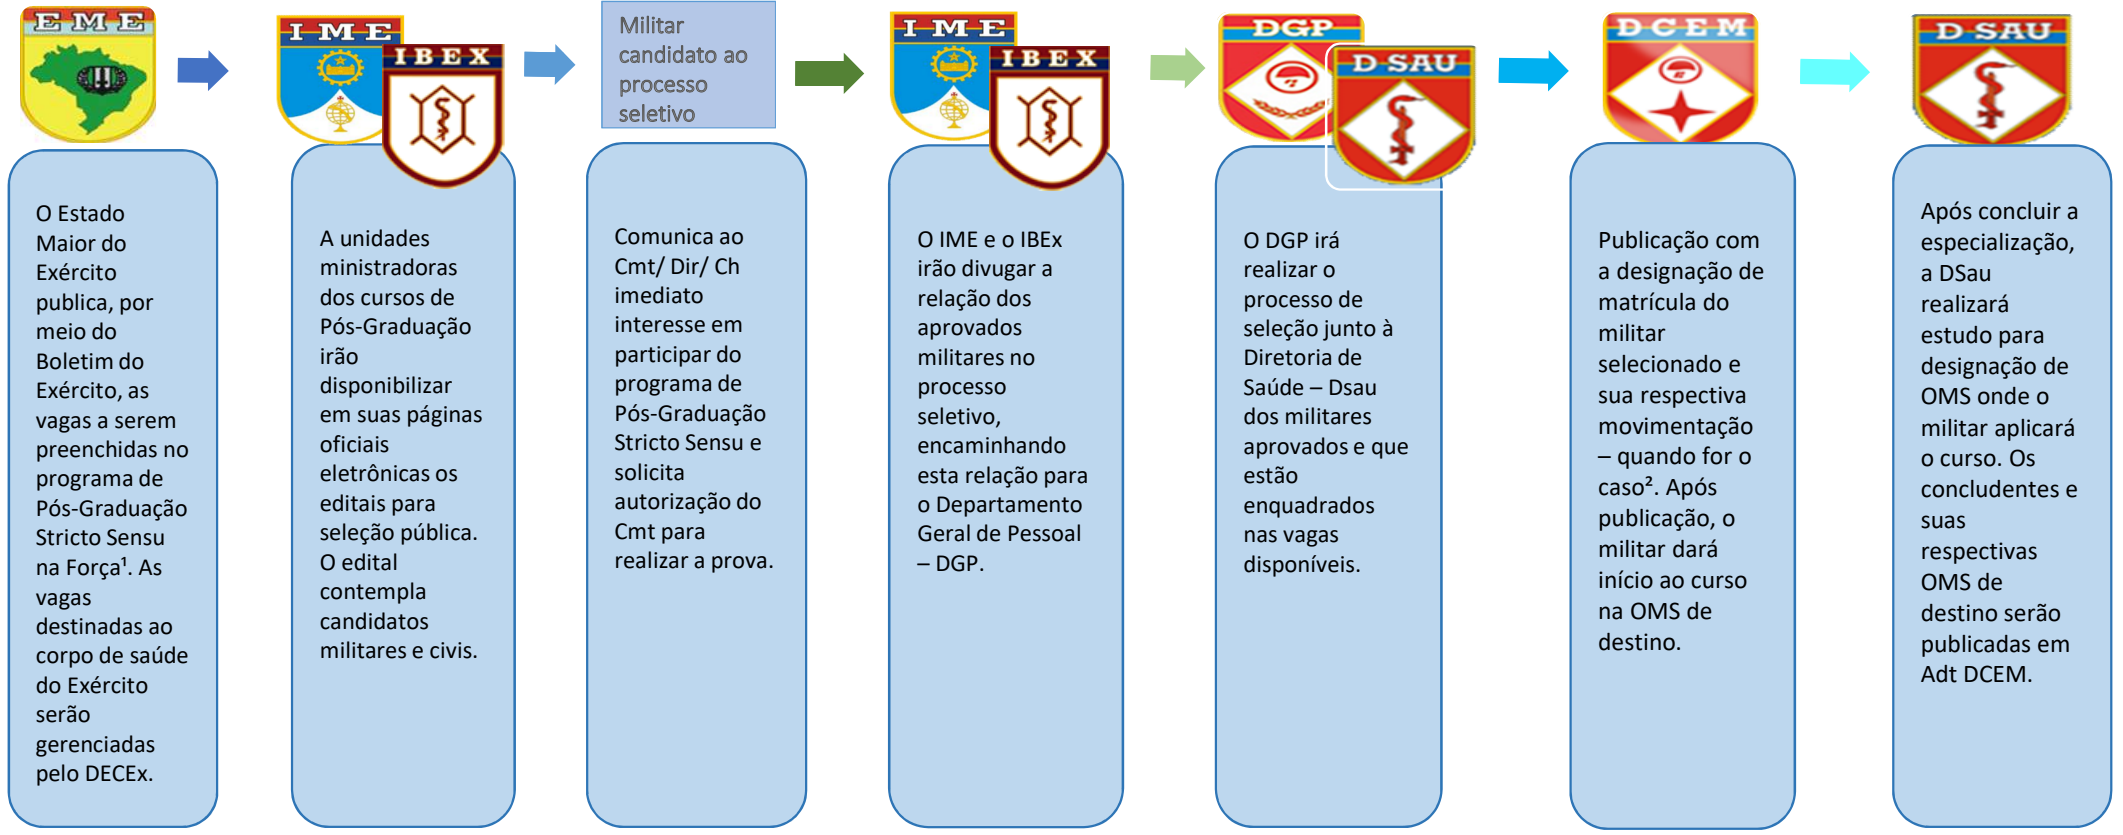 EME
O Estado
Maior do
Exército
publica, por
meio do
Boletim do
Exército, as
vagas a serem
preenchidas no
programa de
Pós-Graduação
Stricto Sensu
na Força¹. As
vagas
destinadas ao
corpo de saúde
do Exército
serão
gerenciadas
pelo DECEx.
IME
IBEX
A unidades
ministradoras
dos cursos de
Pós-Graduação
irão
disponibilizar
em suas páginas
oficiais
eletrônicas os
editais para
seleção pública.
O edital
contempla
candidatos
militares e civis.
Militar
candidato ao
processo
seletivo
Comunica ao
Cmt/ Dir/ Ch
imediato
interesse em
participar do
programa de
Pós-Graduação
Stricto Sensu e
solicita
autorização do
Cmt para
realizar a prova.
IME
IBEX
O IME e o IBEx
irão divugar a
relação dos
aprovados
militares no
processo
seletivo,
encaminhando
esta relação para
o Departamento
Geral de Pessoal
– DGP.
DGP
D SAU
O DGP irá
realizar o
processo de
seleção junto à
Diretoria de
Saúde – Dsau
dos militares
aprovados e que
estão
enquadrados
nas vagas
disponíveis.
DCEM
Publicação com
a designação de
matrícula do
militar
selecionado e
sua respectiva
movimentação
– quando for o
caso². Após
publicação, o
militar dará
início ao curso
na OMS de
destino.
D SAU
Após concluir a
especialização,
a DSau
realizará
estudo para
designação de
OMS onde o
militar aplicará
o curso. Os
concludentes e
suas
respectivas
OMS de
destino serão
publicadas em
Adt DCEM.